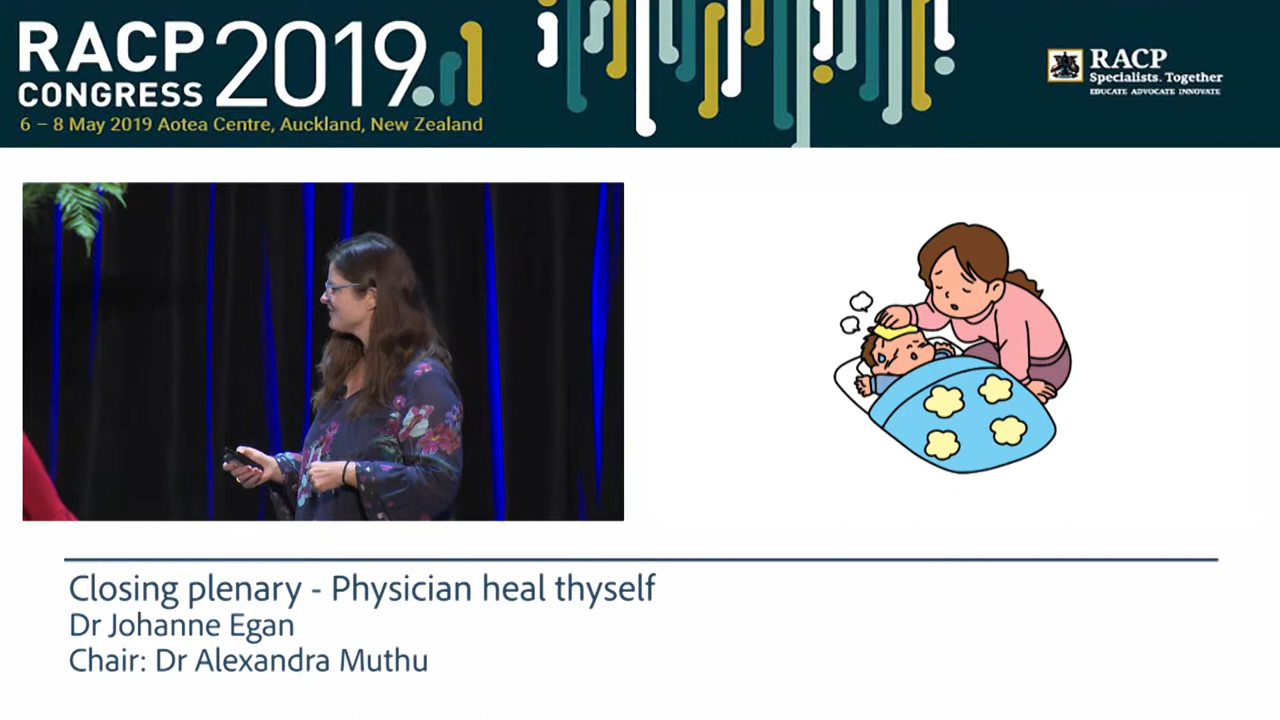 RACP
CONGRESS
2019
6 – 8 May 2019 Aotea Centre, Auckland, New Zealand
RACP
Specialists. Together
EDUCATE ADVOCATE INNOVATE
Closing plenary - Physician heal thyself
Dr Johanne Egan
Chair: Dr Alexandra Muthu